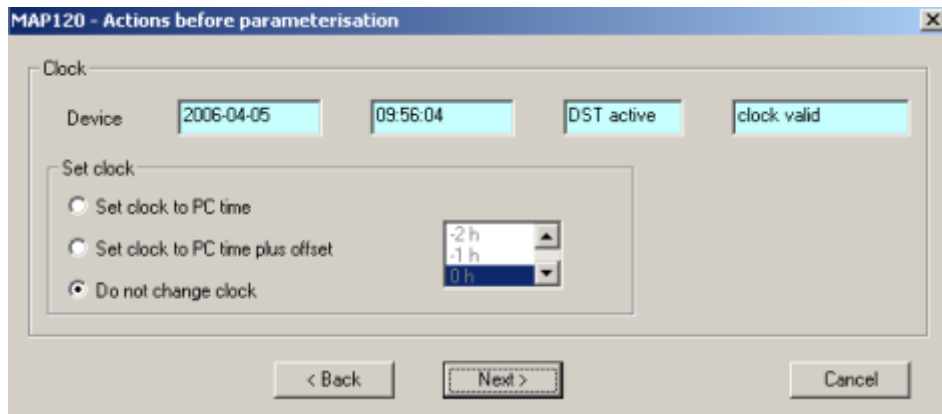 MAP120 - Actions before parameterisation
Clock
Device 2006-04-05 09:56:04 DST active clock valid
Set clock
Set clock to PC time
Set clock to PC time plus offset
-2 h
-1 h
0 h
Do not change clock
< Back Next > Cancel